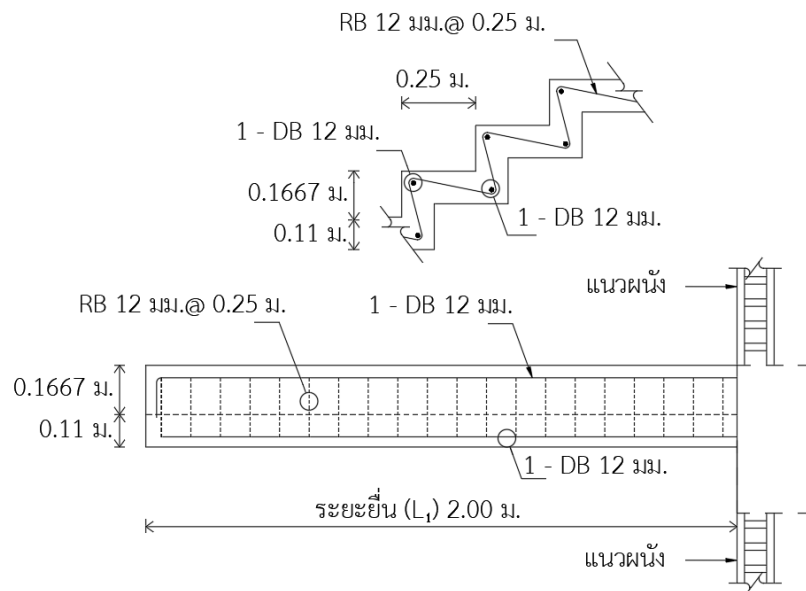 RB 12 มม.@ 0.25 ม.
0.25 ม.
1 - DB 12 มม.
0.1667 ม.
1 - DB 12 มม.
0.11 ม.
แนวผนัง
RB 12 มม.@ 0.25 ม.
1 - DB 12 มม.
0.1667 ม.
0.11 ม.
1 - DB 12 มม.
ระยะยื่น (L₁) 2.00 ม.
แนวผนัง